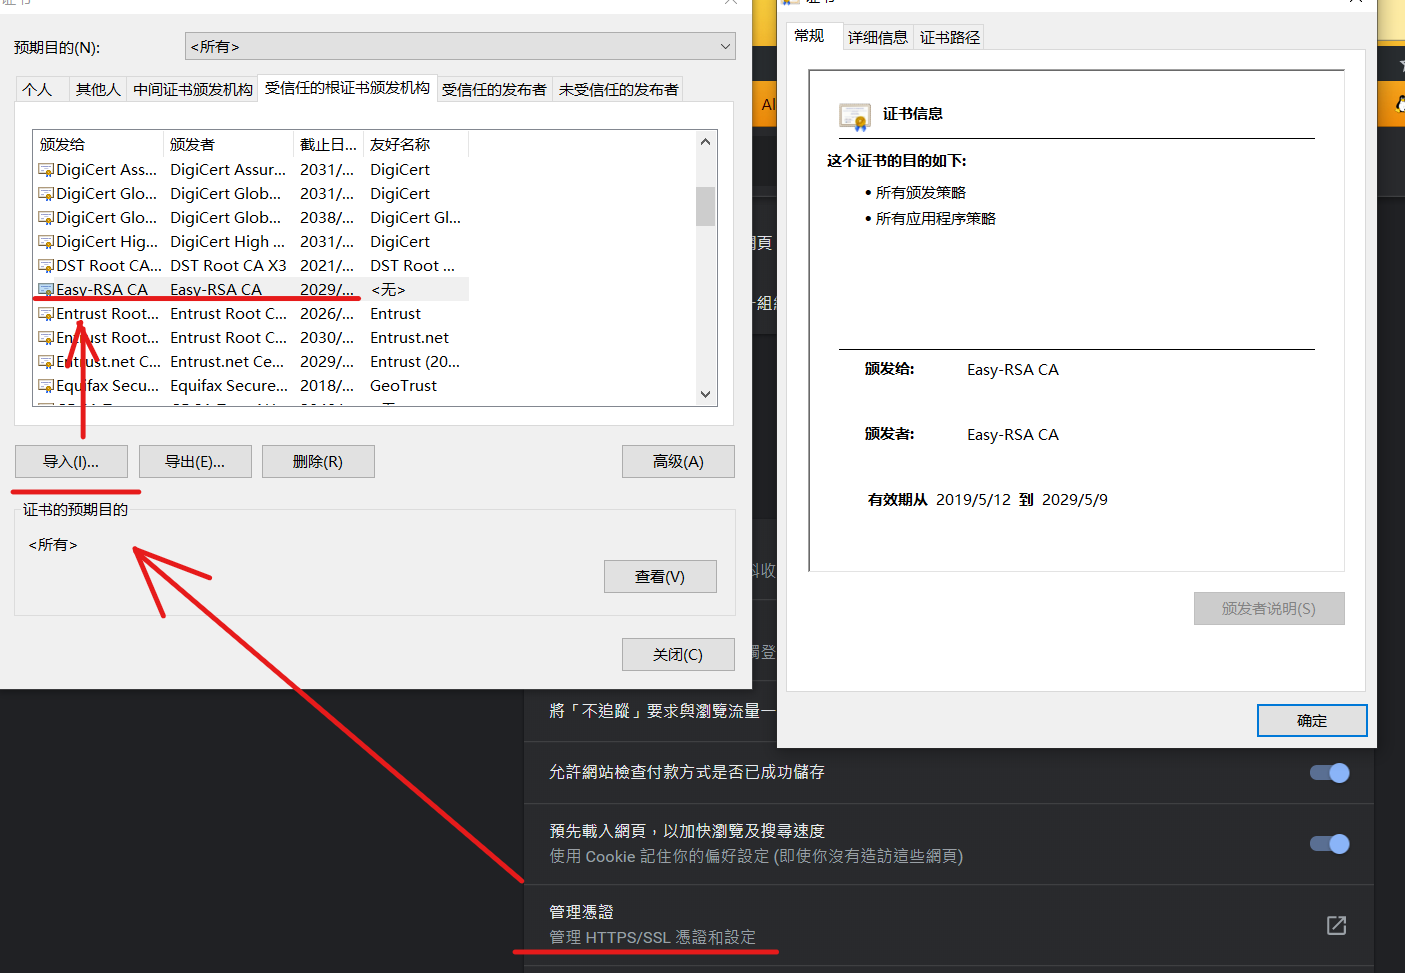 预期目的(N):
<所有>
个人
其他人
中间证书颁发机构
受信任的根证书颁发机构
受信任的发布者
未受信任的发布者
颁发给 颁发者 截止日... 友好名称
DigiCert Ass... DigiCert Assur... 2031/... DigiCert
DigiCert Glo... DigiCert Glob... 2031/... DigiCert
DigiCert Glo... DigiCert Glob... 2038/... DigiCert Gl...
DigiCert Hig... DigiCert High ... 2031/... DigiCert
DST Root CA... DST Root CA X3 2021/... DST Root ...
Easy-RSA CA Easy-RSA CA 2029/... <无>
Entrust Root... Entrust Root C... 2026/... Entrust
Entrust Root... Entrust Root C... 2030/... Entrust.net
Entrust.net C... Entrust.net Ce... 2029/... Entrust (20...
Equifax Secu... Equifax Secure... 2018/... GeoTrust
导入(I)...
导出(E)...
删除(R)
高级(A)
证书的预期目的
<所有>
查看(V)
关闭(C)
常规
详细信息
证书路径
证书信息
这个证书的目的如下:
• 所有颁发策略
• 所有应用程序策略
颁发给: Easy-RSA CA
颁发者: Easy-RSA CA
有效期从 2019/5/12 到 2029/5/9
颁发者说明(S)
确定
將「不追蹤」要求與瀏覽流量一
允許網站檢查付款方式是否已成功儲存
預先載入網頁，以加快瀏覽及搜尋速度
使用 Cookie 記住你的偏好設定 (即使你沒有造訪這些網頁)
管理憑證
管理 HTTPS/SSL 憑證和設定